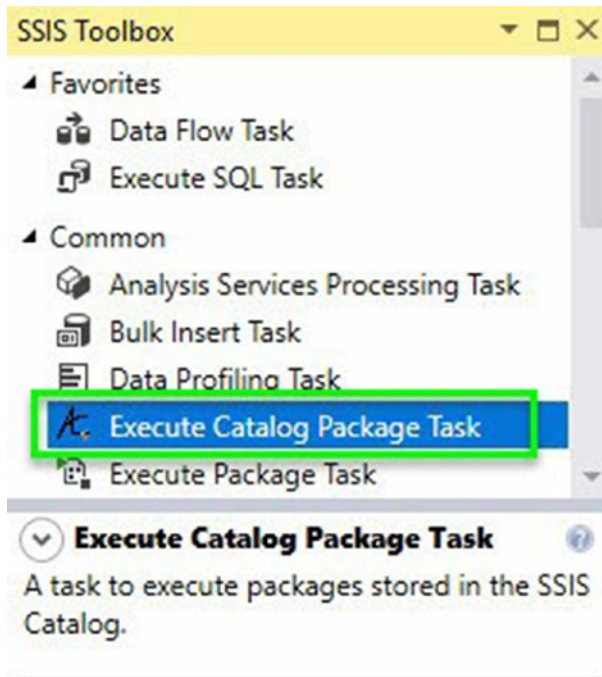 SSIS Toolbox
Favorites
Data Flow Task
Execute SQL Task
Common
Analysis Services Processing Task
Bulk Insert Task
Data Profiling Task
Execute Catalog Package Task
Execute Package Task
Execute Catalog Package Task
A task to execute packages stored in the SSIS
Catalog.